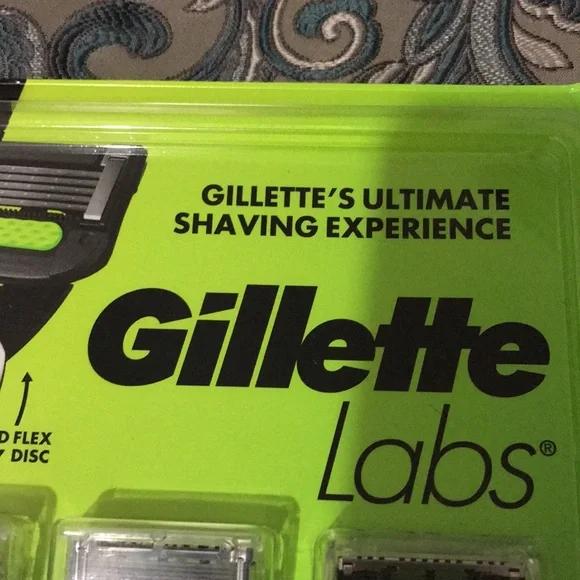 GILLETTE'S ULTIMATE
SHAVING EXPERIENCE
Gillette
Labs®
D FLEX
DISC